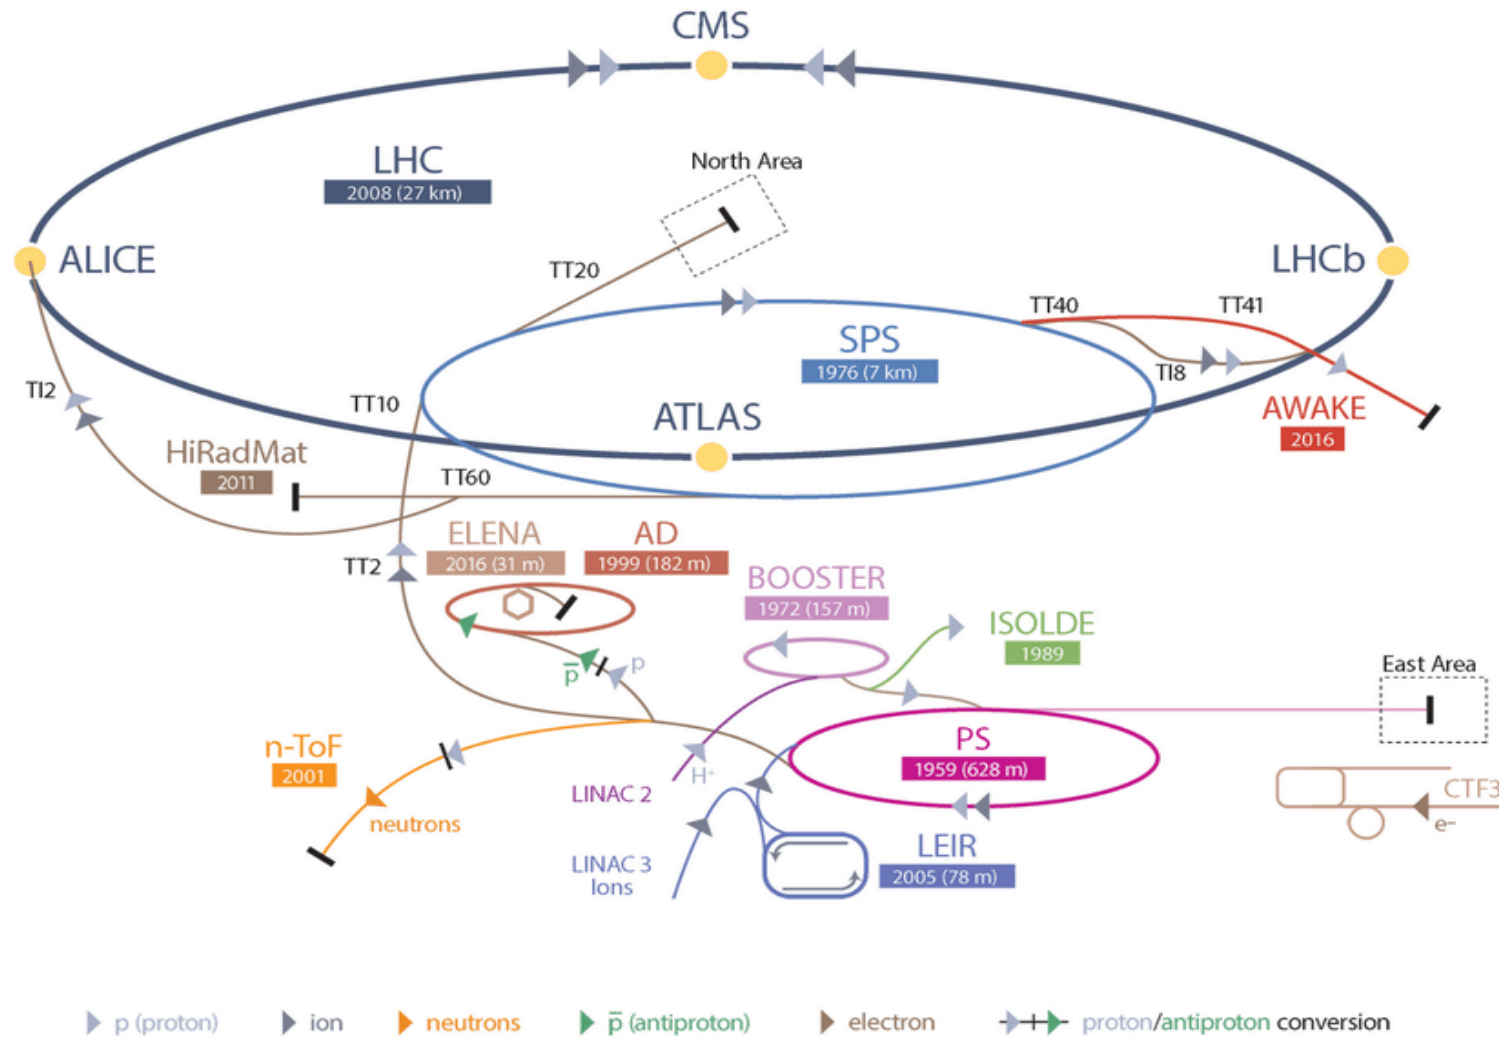 CMS
LHC
2008 (27 km)
North Area
ALICE
LHCb
TT20
TT40
TT41
SPS
1976 (7 km)
TI8
TI2
TT10
ATLAS
AWAKE
2016
HiRadMat
2011
TT60
ELENA
2016 (31 m)
AD
1999 (182 m)
TT2
BOOSTER
1972 (157 m)
ISOLDE
1989
p̅
p
East Area
n-ToF
2001
PS
1959 (628 m)
H⁺
LINAC 2
neutrons
CTF3
e–
LEIR
2005 (78 m)
LINAC 3
Ions
p (proton)
ion
neutrons
p̅ (antiproton)
electron
proton/antiproton conversion